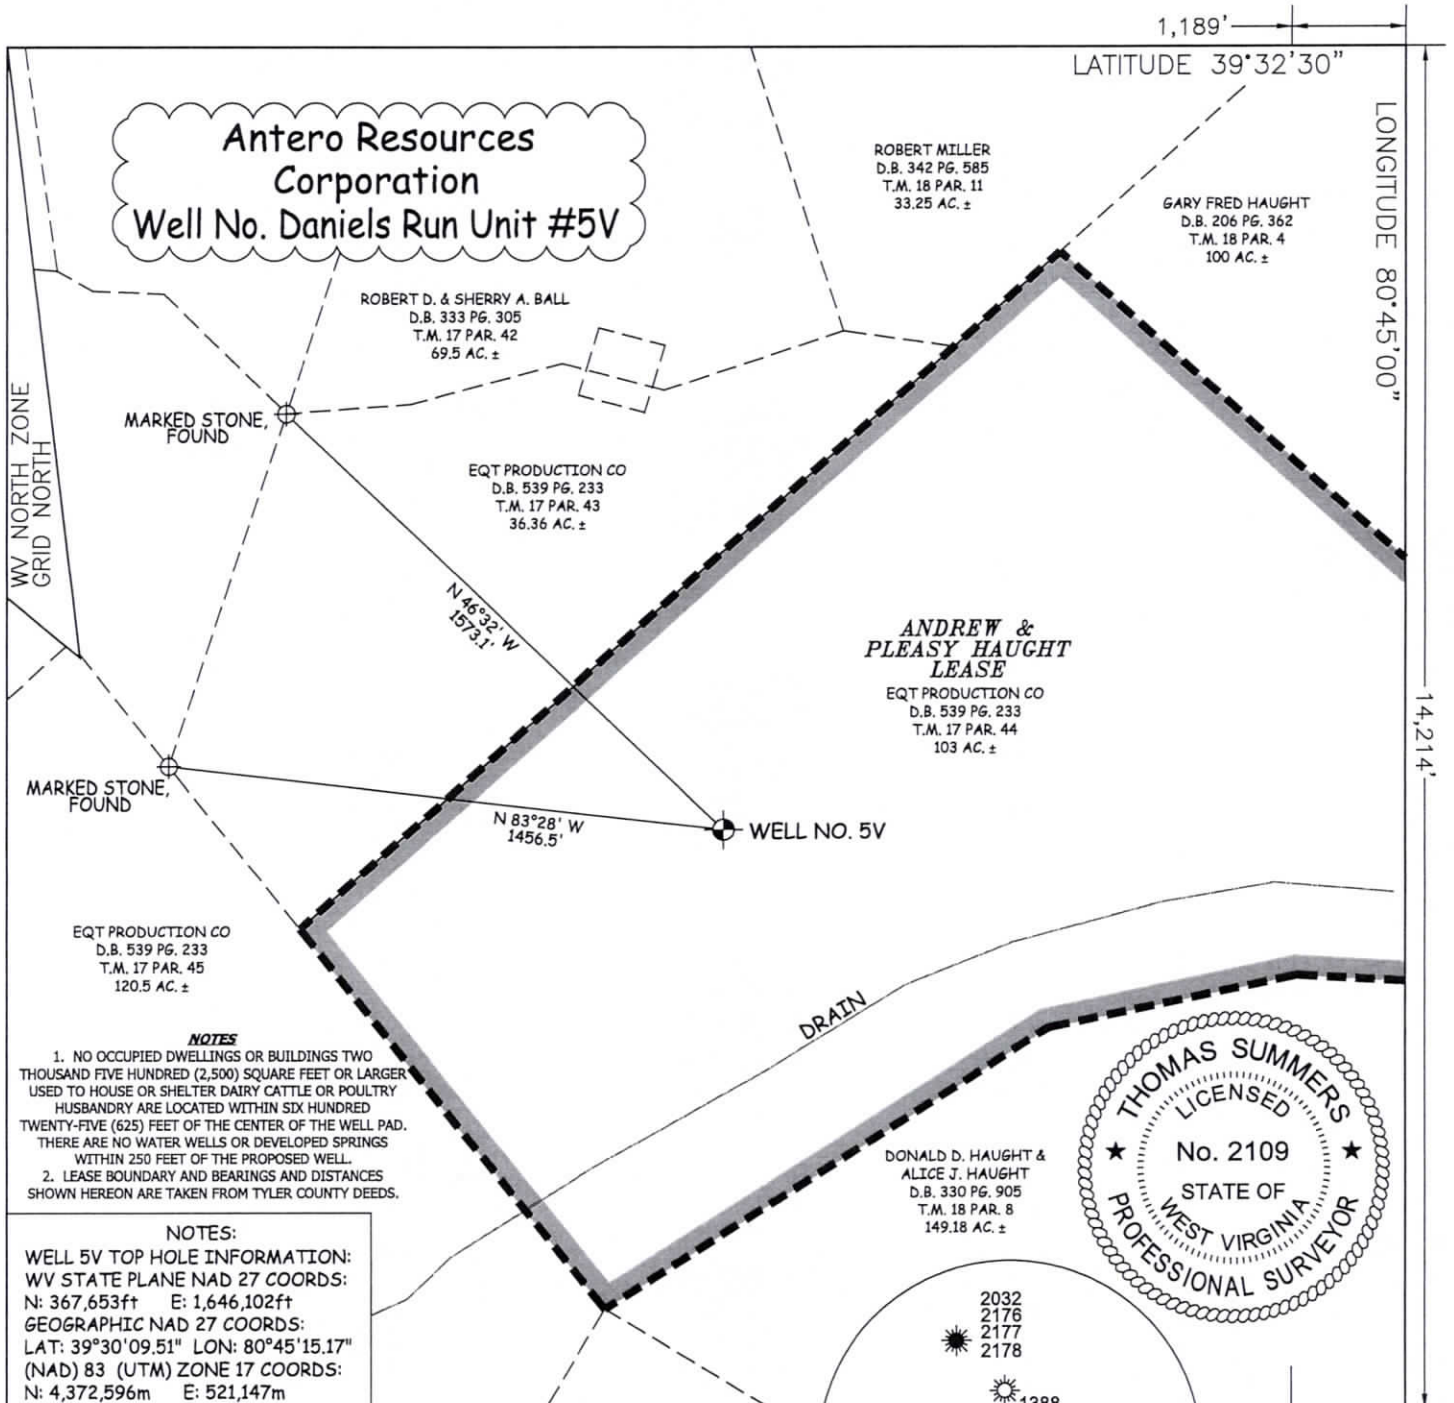 1,189'
LATITUDE 39°32'30"
LONGITUDE 80°45'00"
Antero Resources
Corporation
Well No. Daniels Run Unit #5V
ROBERT MILLER
D.B. 342 PG. 585
T.M. 18 PAR. 11
33.25 AC. ±
GARY FRED HAUGHT
D.B. 206 PG. 362
T.M. 18 PAR. 4
100 AC. ±
ROBERT D. & SHERRY A. BALL
D.B. 333 PG. 305
T.M. 17 PAR. 42
69.5 AC. ±
WV NORTH ZONE
GRID NORTH
MARKED STONE,
FOUND
EQT PRODUCTION CO
D.B. 539 PG. 233
T.M. 17 PAR. 43
36.36 AC. ±
N 46°32' W
1573.1'
ANDREW &
PLEASY HAUGHT
LEASE
EQT PRODUCTION CO
D.B. 539 PG. 233
T.M. 17 PAR. 44
103 AC. ±
14,214'
MARKED STONE,
FOUND
N 83°28' W
1456.5'
WELL NO. 5V
EQT PRODUCTION CO
D.B. 539 PG. 233
T.M. 17 PAR. 45
120.5 AC. ±
DRAIN
NOTES
1. NO OCCUPIED DWELLINGS OR BUILDINGS TWO
THOUSAND FIVE HUNDRED (2,500) SQUARE FEET OR LARGER
USED TO HOUSE OR SHELTER DAIRY CATTLE OR POULTRY
HUSBANDRY ARE LOCATED WITHIN SIX HUNDRED
TWENTY-FIVE (625) FEET OF THE CENTER OF THE WELL PAD.
THERE ARE NO WATER WELLS OR DEVELOPED SPRINGS
WITHIN 250 FEET OF THE PROPOSED WELL.
2. LEASE BOUNDARY AND BEARINGS AND DISTANCES
SHOWN HEREON ARE TAKEN FROM TYLER COUNTY DEEDS.
THOMAS SUMMERS
LICENSED
No. 2109
STATE OF
WEST VIRGINIA
PROFESSIONAL SURVEYOR
DONALD D. HAUGHT &
ALICE J. HAUGHT
D.B. 330 PG. 905
T.M. 18 PAR. 8
149.18 AC. ±
NOTES:
WELL 5V TOP HOLE INFORMATION:
WV STATE PLANE NAD 27 COORDS:
N: 367,653ft E: 1,646,102ft
GEOGRAPHIC NAD 27 COORDS:
LAT: 39°30'09.51" LON: 80°45'15.17"
(NAD) 83 (UTM) ZONE 17 COORDS:
N: 4,372,596m E: 521,147m
2032
2176
2177
2178
1388